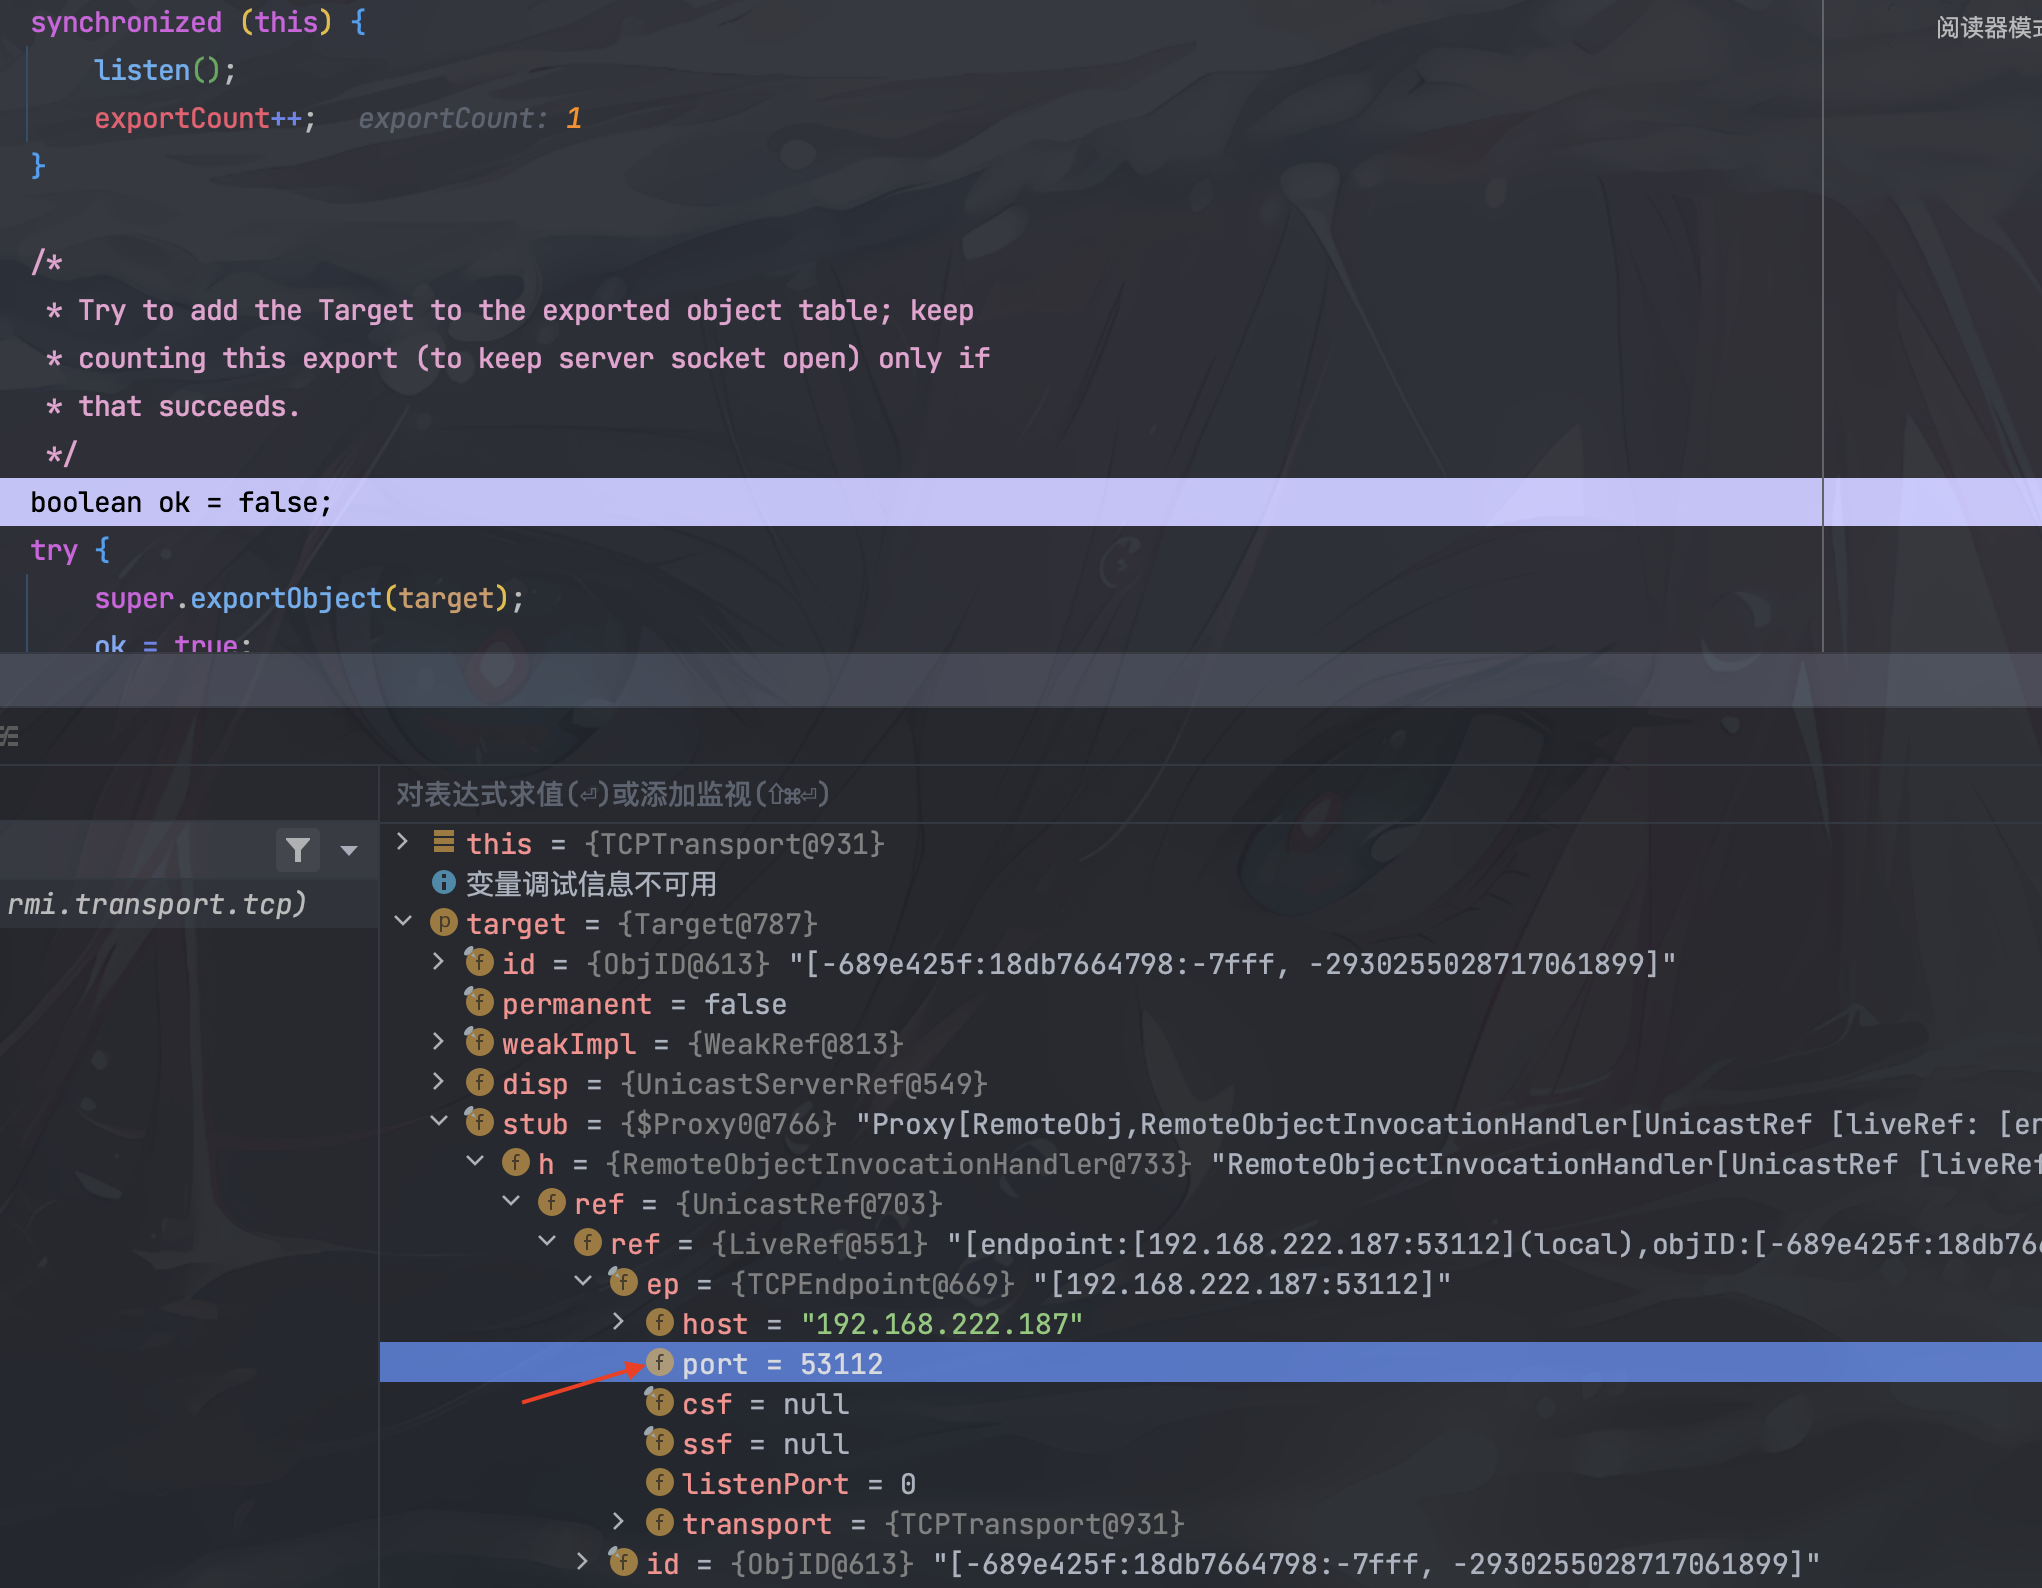 synchronized (this) {
listen();
exportCount++; exportCount: 1
}
/*
* Try to add the Target to the exported object table; keep
* counting this export (to keep server socket open) only if
* that succeeds.
*/
boolean ok = false;
try {
super.exportObject(target);
ok = true;
阅读器模式
对表达式求值(⏎)或添加监视(⇧⌘⏎)
rmi.transport.tcp)
this = {TCPTransport@931}
变量调试信息不可用
target = {Target@787}
id = {ObjID@613} "[-689e425f:18db7664798:-7fff, -2930255028717061899]"
permanent = false
weakImpl = {WeakRef@813}
disp = {UnicastServerRef@549}
stub = {$Proxy0@766} "Proxy[RemoteObj,RemoteObjectInvocationHandler[UnicastRef [liveRef: [en
h = {RemoteObjectInvocationHandler@733} "RemoteObjectInvocationHandler[UnicastRef [liveRef
ref = {UnicastRef@703}
ref = {LiveRef@551} "[endpoint:[192.168.222.187:53112](local),objID:[-689e425f:18db766
ep = {TCPEndpoint@669} "[192.168.222.187:53112]"
host = "192.168.222.187"
port = 53112
csf = null
ssf = null
listenPort = 0
transport = {TCPTransport@931}
id = {ObjID@613} "[-689e425f:18db7664798:-7fff, -2930255028717061899]"